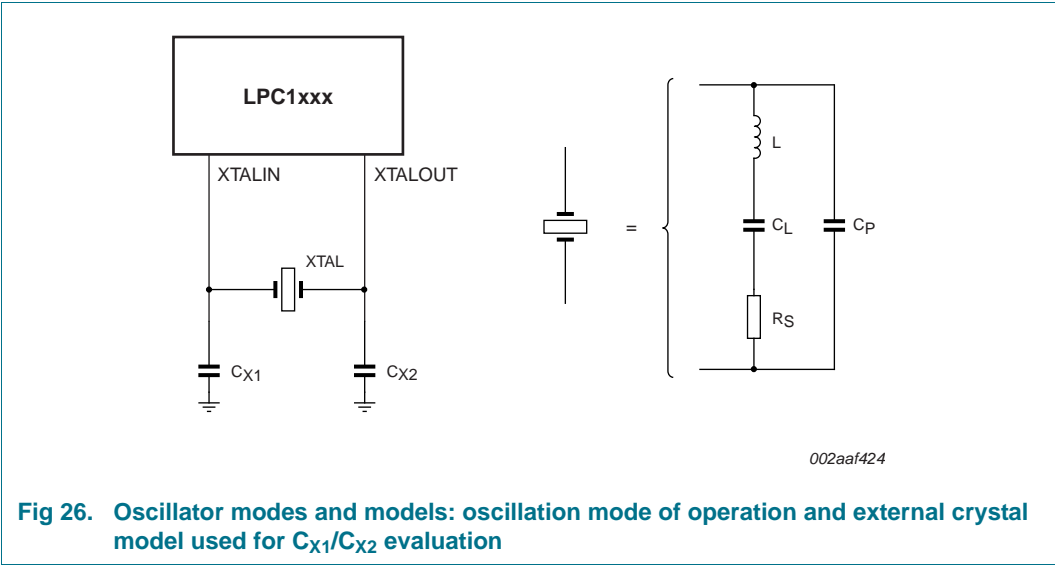 LPC1xxx
XTALIN XTALOUT
XTAL
CX1 CX2
=
L
CL CP
RS
002aaf424
Fig 26. Oscillator modes and models: oscillation mode of operation and external crystal
model used for CX1/CX2 evaluation